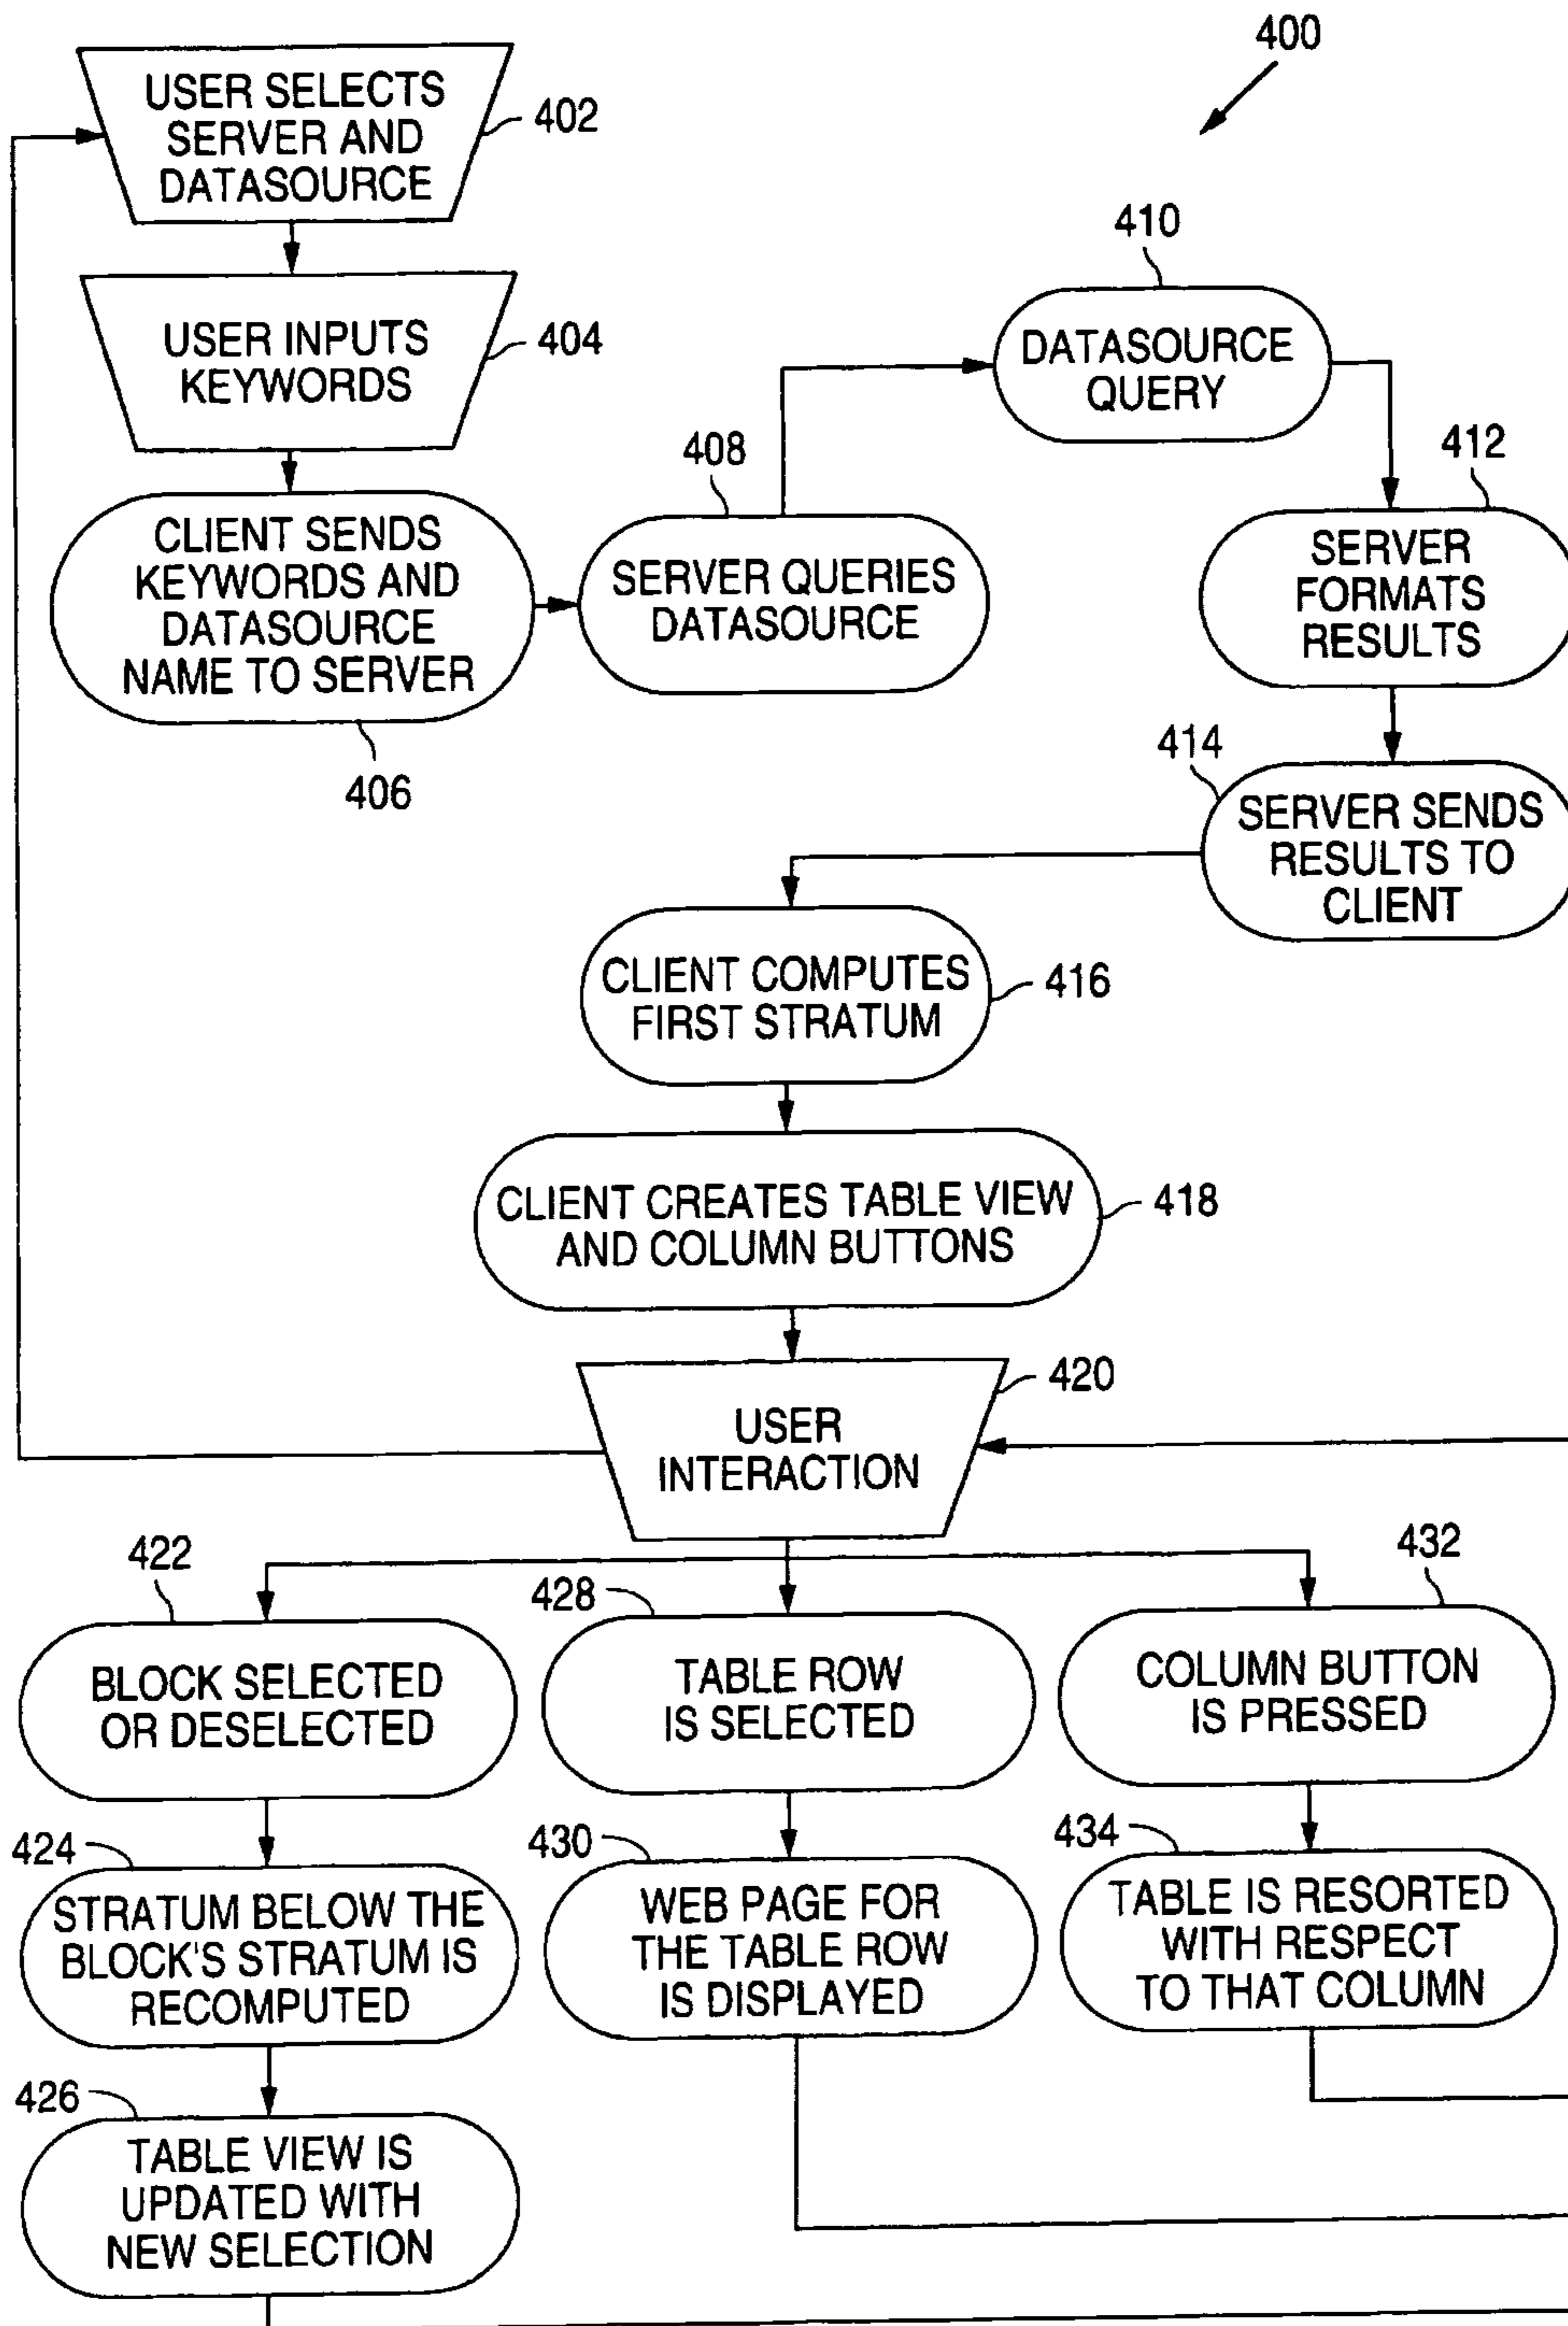 400
USER SELECTS
SERVER AND
DATASOURCE
402
USER INPUTS
KEYWORDS
404
CLIENT SENDS
KEYWORDS AND
DATASOURCE
NAME TO SERVER
406
408
SERVER QUERIES
DATASOURCE
410
DATASOURCE
QUERY
412
SERVER
FORMATS
RESULTS
414
SERVER SENDS
RESULTS TO
CLIENT
CLIENT COMPUTES
FIRST STRATUM
416
CLIENT CREATES TABLE VIEW
AND COLUMN BUTTONS
418
USER
INTERACTION
420
422
BLOCK SELECTED
OR DESELECTED
424
STRATUM BELOW THE
BLOCK'S STRATUM IS
RECOMPUTED
426
TABLE VIEW IS
UPDATED WITH
NEW SELECTION
428
TABLE ROW
IS SELECTED
430
WEB PAGE FOR
THE TABLE ROW
IS DISPLAYED
432
COLUMN BUTTON
IS PRESSED
434
TABLE IS RESORTED
WITH RESPECT
TO THAT COLUMN